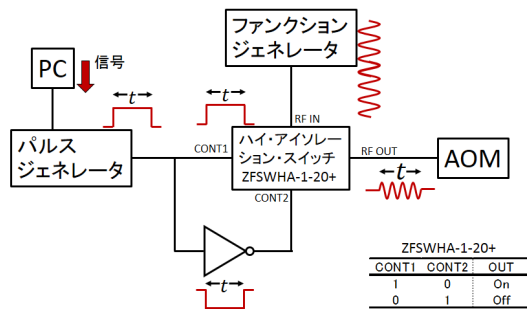 ファンクション
ジェネレータ
PC
信号
t
t
RF IN
パルス
ジェネレータ
CONT1
ハイ・アイソレー
ション・スイッチ
ZFSWHA-1-20+
RF OUT
AOM
CONT2
t
t
ZFSWHA-1-20+
CONT1 CONT2 OUT
1 0 On
0 1 Off